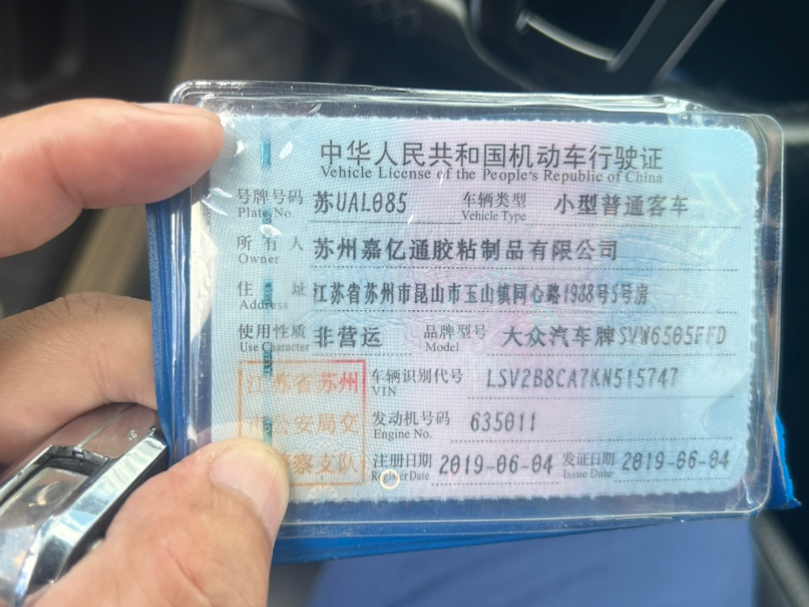 中华人民共和国机动车行驶证
Vehicle License of the People's Republic of China
号牌号码 苏UAL085 车辆类型 小型普通客车
Plate No. Vehicle Type
所有人 苏州嘉亿通胶粘制品有限公司
Owner
住址 江苏省苏州市昆山市玉山镇同心路1988号5号房
Address
使用性质 非营运 品牌型号 大众汽车牌SVW6505FFD
Use Character Model
江苏省苏州 车辆识别代号 LSV2B8CA7KN515747
VIN
公安局交 发动机号码 635011
Engine No.
警察支队 注册日期 2019-06-04 发证日期 2019-06-04
Register Date Issue Date